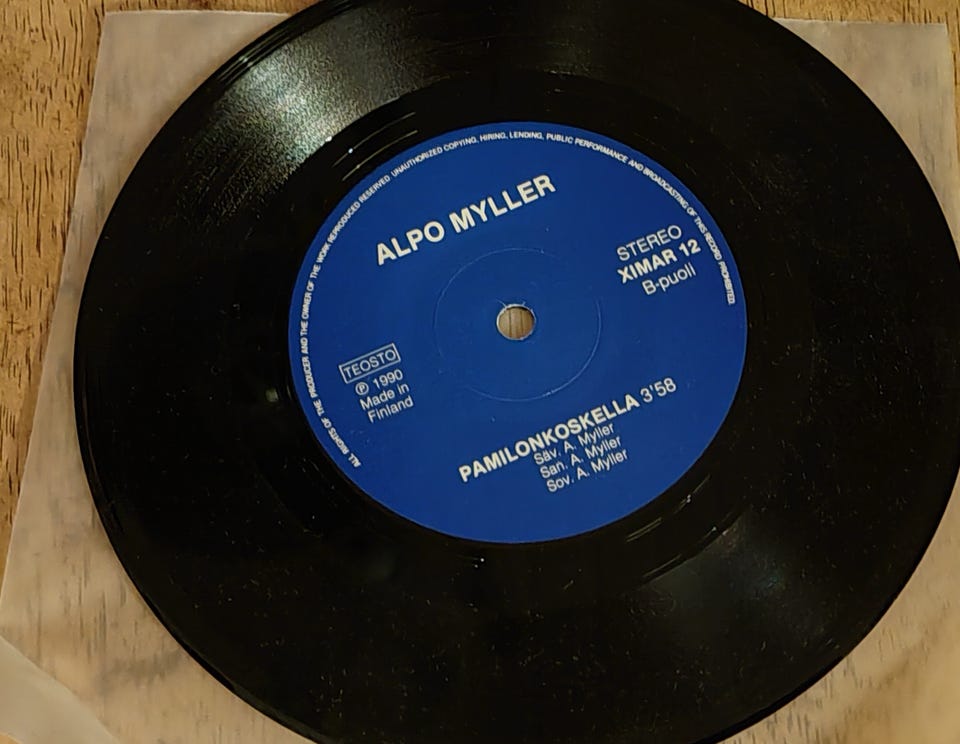 ALL RIGHTS OF THE PRODUCER AND THE OWNER OF THE WORK REPRODUCED RESERVED. UNAUTHORIZED COPYING, HIRING, LENDING, PUBLIC PERFORMANCE AND BROADCASTING OF THIS RECORD PROHIBITED.
ALPO MYLLER
STEREO
XIMAR 12
B-puoli
TEOSTO
℗ 1990
Made in
Finland
PAMILONKOSKELLA 3'58
Säv. A. Myller
San. A. Myller
Sov. A. Myller